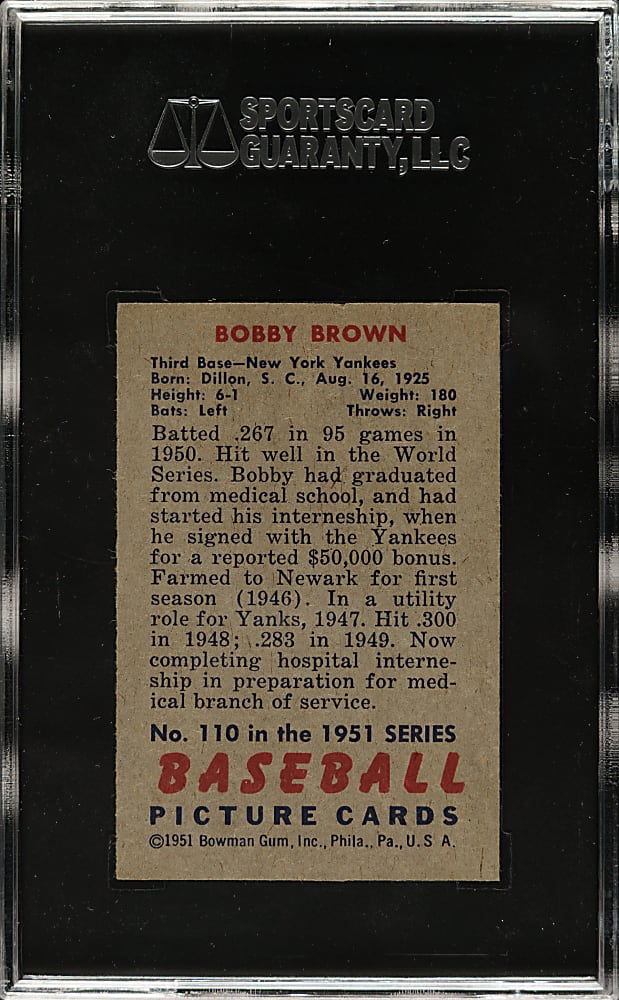 SPORTSCARD
GUARANTY, LLC
BOBBY BROWN
Third Base—New York Yankees
Born: Dillon, S. C., Aug. 16, 1925
Height: 6-1 Weight: 180
Bats: Left Throws: Right
Batted .267 in 95 games in
1950. Hit well in the World
Series. Bobby had graduated
from medical school, and had
started his interneship, when
he signed with the Yankees
for a reported $50,000 bonus.
Farmed to Newark for first
season (1946). In a utility
role for Yanks, 1947. Hit .300
in 1948; .283 in 1949. Now
completing hospital interne-
ship in preparation for med-
ical branch of service.
No. 110 in the 1951 SERIES
BASEBALL
PICTURE CARDS
©1951 Bowman Gum, Inc., Phila., Pa., U. S A.